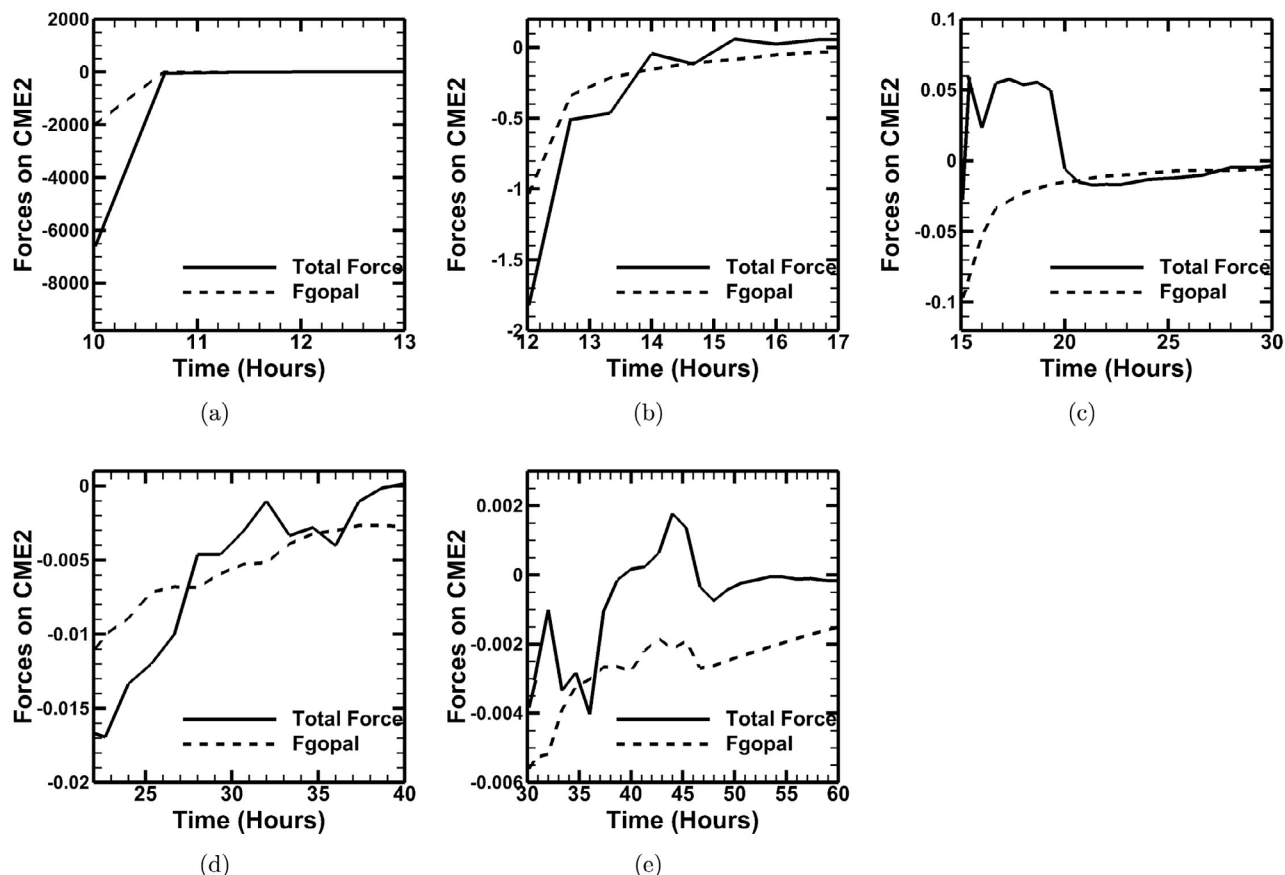 2000
0
-2000
-4000
-6000
-8000
Forces on CME2
Total Force
Fgopal
10 11 12 13
Time (Hours)
(a)
0
-0.5
-1
-1.5
-2
Forces on CME2
Total Force
Fgopal
12 13 14 15 16 17
Time (Hours)
(b)
0.1
0.05
0
-0.05
-0.1
Forces on CME2
Total Force
Fgopal
15 20 25 30
Time (Hours)
(c)
0
-0.005
-0.01
-0.015
-0.02
Forces on CME2
Total Force
Fgopal
25 30 35 40
Time (Hours)
(d)
0.002
0
-0.002
-0.004
-0.006
Forces on CME2
Total Force
Fgopal
30 35 40 45 50 55 60
Time (Hours)
(e)